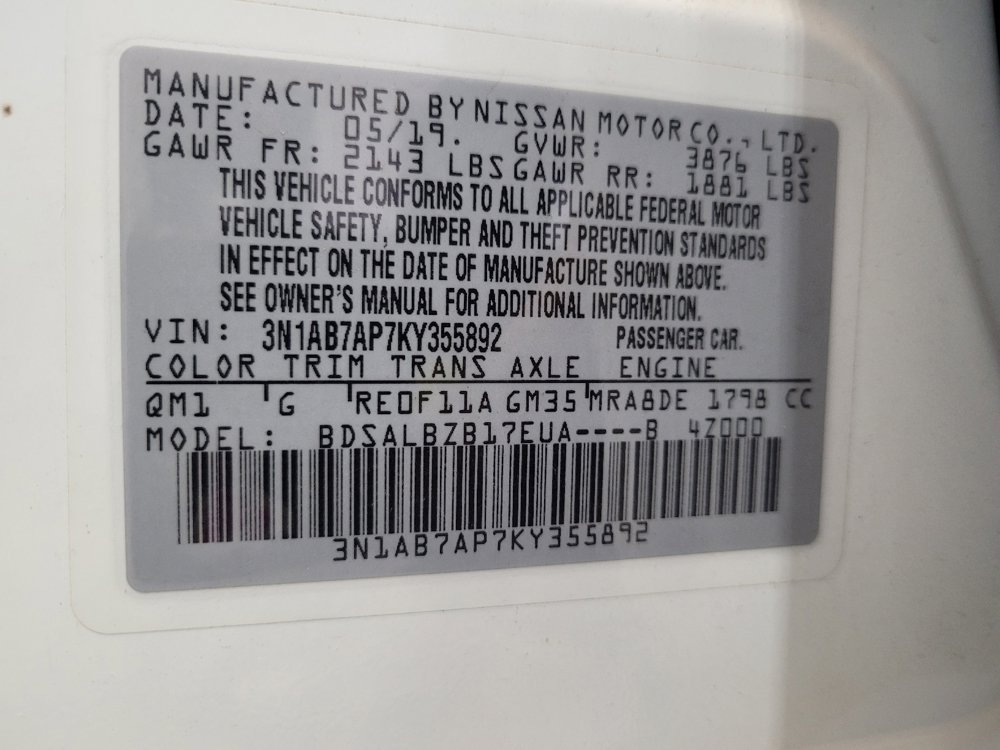 MANUFACTURED BY NISSAN MOTOR CO., LTD.
DATE: 05/19. GVWR: 3876 LBS
GAWR FR: 2143 LBS GAWR RR: 1881 LBS
THIS VEHICLE CONFORMS TO ALL APPLICABLE FEDERAL MOTOR
VEHICLE SAFETY, BUMPER AND THEFT PREVENTION STANDARDS
IN EFFECT ON THE DATE OF MANUFACTURE SHOWN ABOVE.
SEE OWNER'S MANUAL FOR ADDITIONAL INFORMATION.
VIN: 3N1AB7AP7KY355892 PASSENGER CAR.
COLOR TRIM TRANS AXLE ENGINE
QM1 G RE0F11A GM35 MRA8DE 1798 CC
MODEL: BDSALBZB17EUA----B 4Z000
3N1AB7AP7KY355892